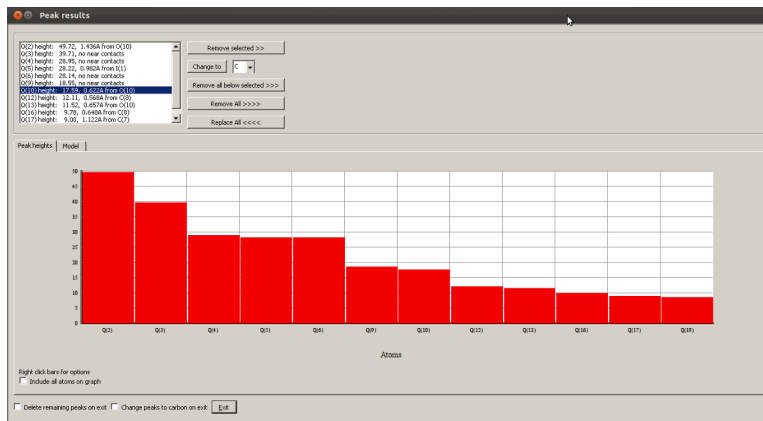 Peak results
Q(2) height: 49.72, 1.436A from O(10)
Q(3) height: 39.71, no near contacts
Q(4) height: 28.95, no near contacts
Q(5) height: 28.22, 0.982A from I(1)
Q(6) height: 28.14, no near contacts
Q(9) height: 18.55, no near contacts
Q(10) height: 17.59, 0.622A from O(10)
Q(12) height: 12.11, 0.568A from C(8)
Q(13) height: 11.52, 0.657A from O(10)
Q(16) height: 9.78, 0.648A from C(8)
Q(17) height: 9.00, 1.122A from C(7)
Remove selected >>
Change to C
Remove all below selected >>>
Remove All >>>>
Replace All <<<<
Peak heights Model
50
45
40
35
30
25
20
15
10
5
0
Q(2) Q(3) Q(4) Q(5) Q(6) Q(9) Q(10) Q(12) Q(13) Q(16) Q(17) Q(19)
Atoms
Right click bars for options
Include all atoms on graph
Delete remaining peaks on exit Change peaks to carbon on exit Exit